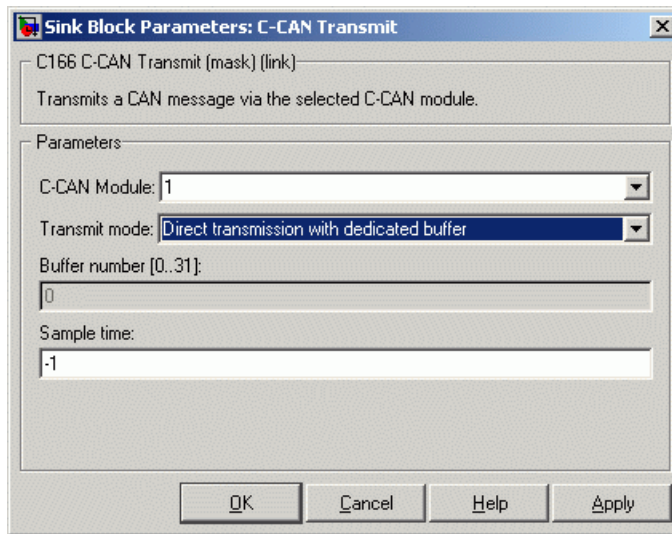 Sink Block Parameters: C-CAN Transmit
C166 C-CAN Transmit (mask) (link)
Transmits a CAN message via the selected C-CAN module.
Parameters
C-CAN Module: 1
Transmit mode: Direct transmission with dedicated buffer
Buffer number [0..31]:
0
Sample time:
-1
OK Cancel Help Apply